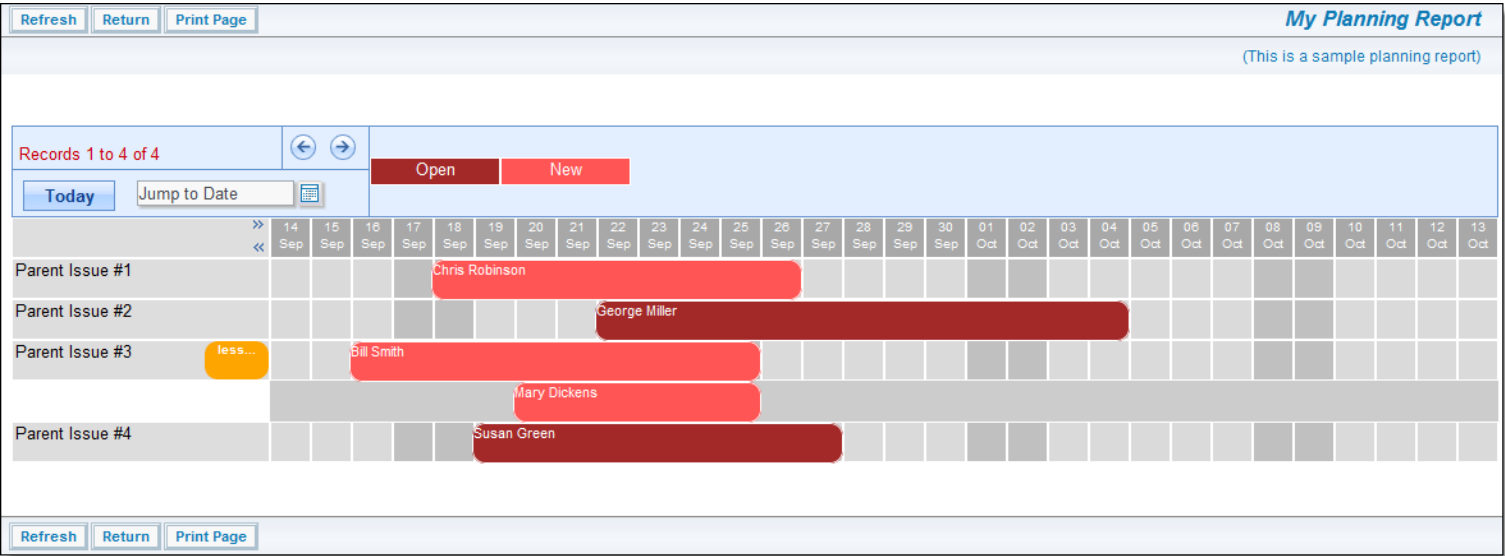 Refresh Return Print Page My Planning Report
(This is a sample planning report)
Records 1 to 4 of 4
Open New
Today Jump to Date
» 14 15 16 17 18 19 20 21 22 23 24 25 26 27 28 29 30 01 02 03 04 05 06 07 08 09 10 11 12 13
« Sep Sep Sep Sep Sep Sep Sep Sep Sep Sep Sep Sep Sep Sep Sep Sep Sep Oct Oct Oct Oct Oct Oct Oct Oct Oct Oct Oct Oct Oct
Parent Issue #1 Chris Robinson
Parent Issue #2 George Miller
Parent Issue #3 less... Bill Smith
Mary Dickens
Parent Issue #4 Susan Green
Refresh Return Print Page